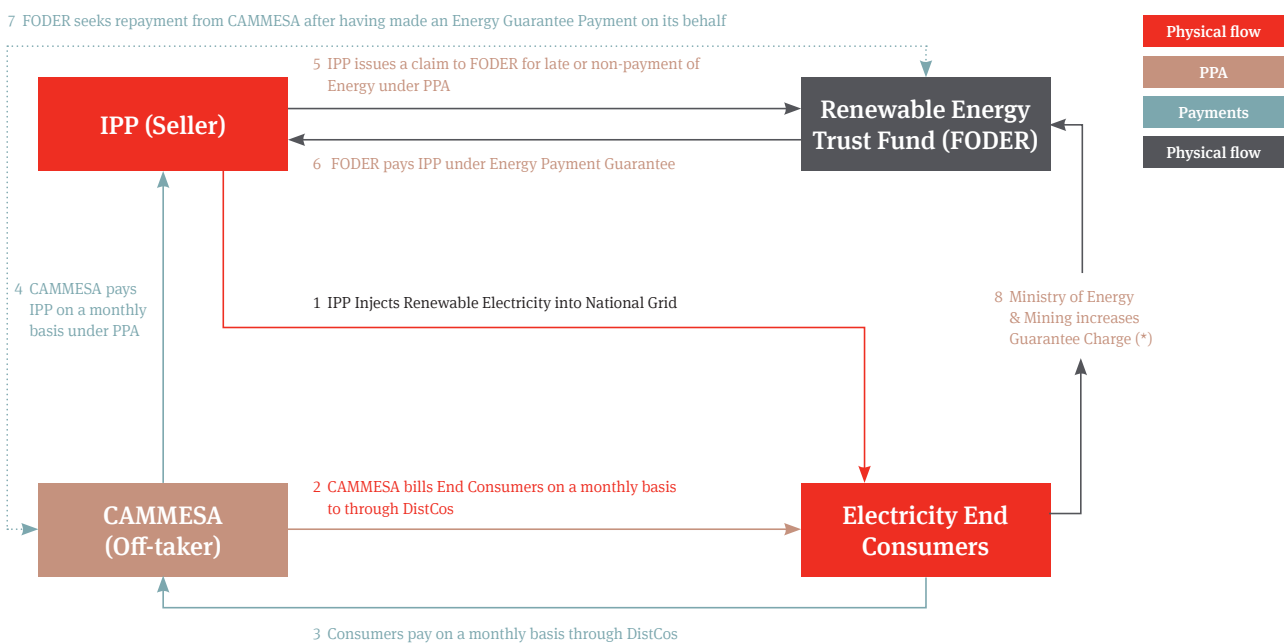 7 FODER seeks repayment from CAMMESA after having made an Energy Guarantee Payment on its behalf
Physical flow
PPA
Payments
Physical flow
5 IPP issues a claim to FODER for late or non-payment of
Energy under PPA
IPP (Seller)
Renewable Energy
Trust Fund (FODER)
6 FODER pays IPP under Energy Payment Guarantee
4 CAMMESA pays
IPP on a monthly
basis under PPA
1 IPP Injects Renewable Electricity into National Grid
8 Ministry of Energy
& Mining increases
Guarantee Charge (*)
2 CAMMESA bills End Consumers on a monthly basis
to through DistCos
CAMMESA
(Off-taker)
Electricity End
Consumers
3 Consumers pay on a monthly basis through DistCos